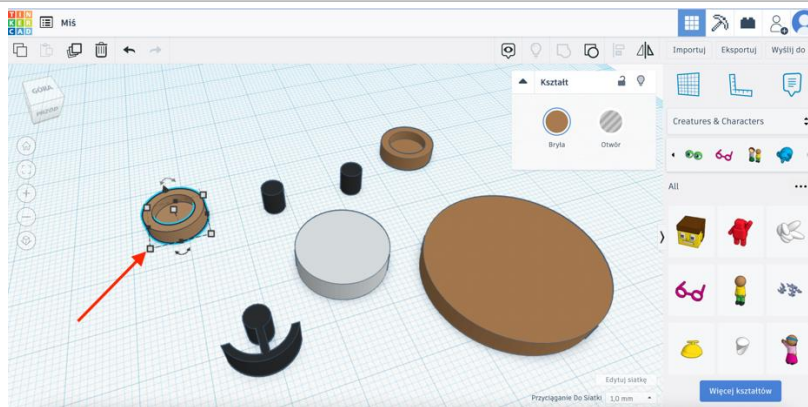 TIN
KER
CAD
Miś
Importuj Eksportuj Wyślij do
GÓRA
PRZÓD
Kształt
Bryła Otwór
Creatures & Characters
All
Edytuj siatkę
Przyciąganie Do Siatki 1.0 mm
Więcej kształtów